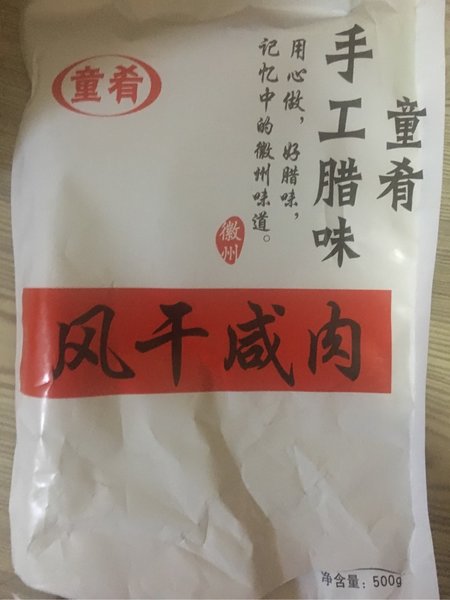 童肴
童肴
手工腊味
用心做，好腊味，
记忆中的徽州味道。
徽州
风干咸肉
净含量：500g